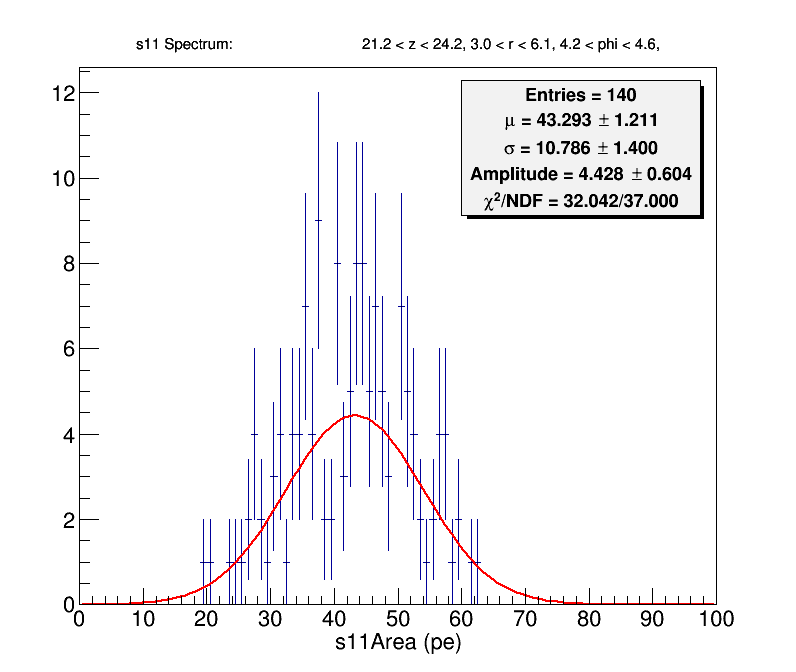 s11 Spectrum: 21.2 < z < 24.2, 3.0 < r < 6.1, 4.2 < phi < 4.6,
Entries = 140
μ = 43.293 ± 1.211
σ = 10.786 ± 1.400
Amplitude = 4.428 ± 0.604
χ²/NDF = 32.042/37.000
12
10
8
6
4
2
0
0 10 20 30 40 50 60 70 80 90 100
s11Area (pe)